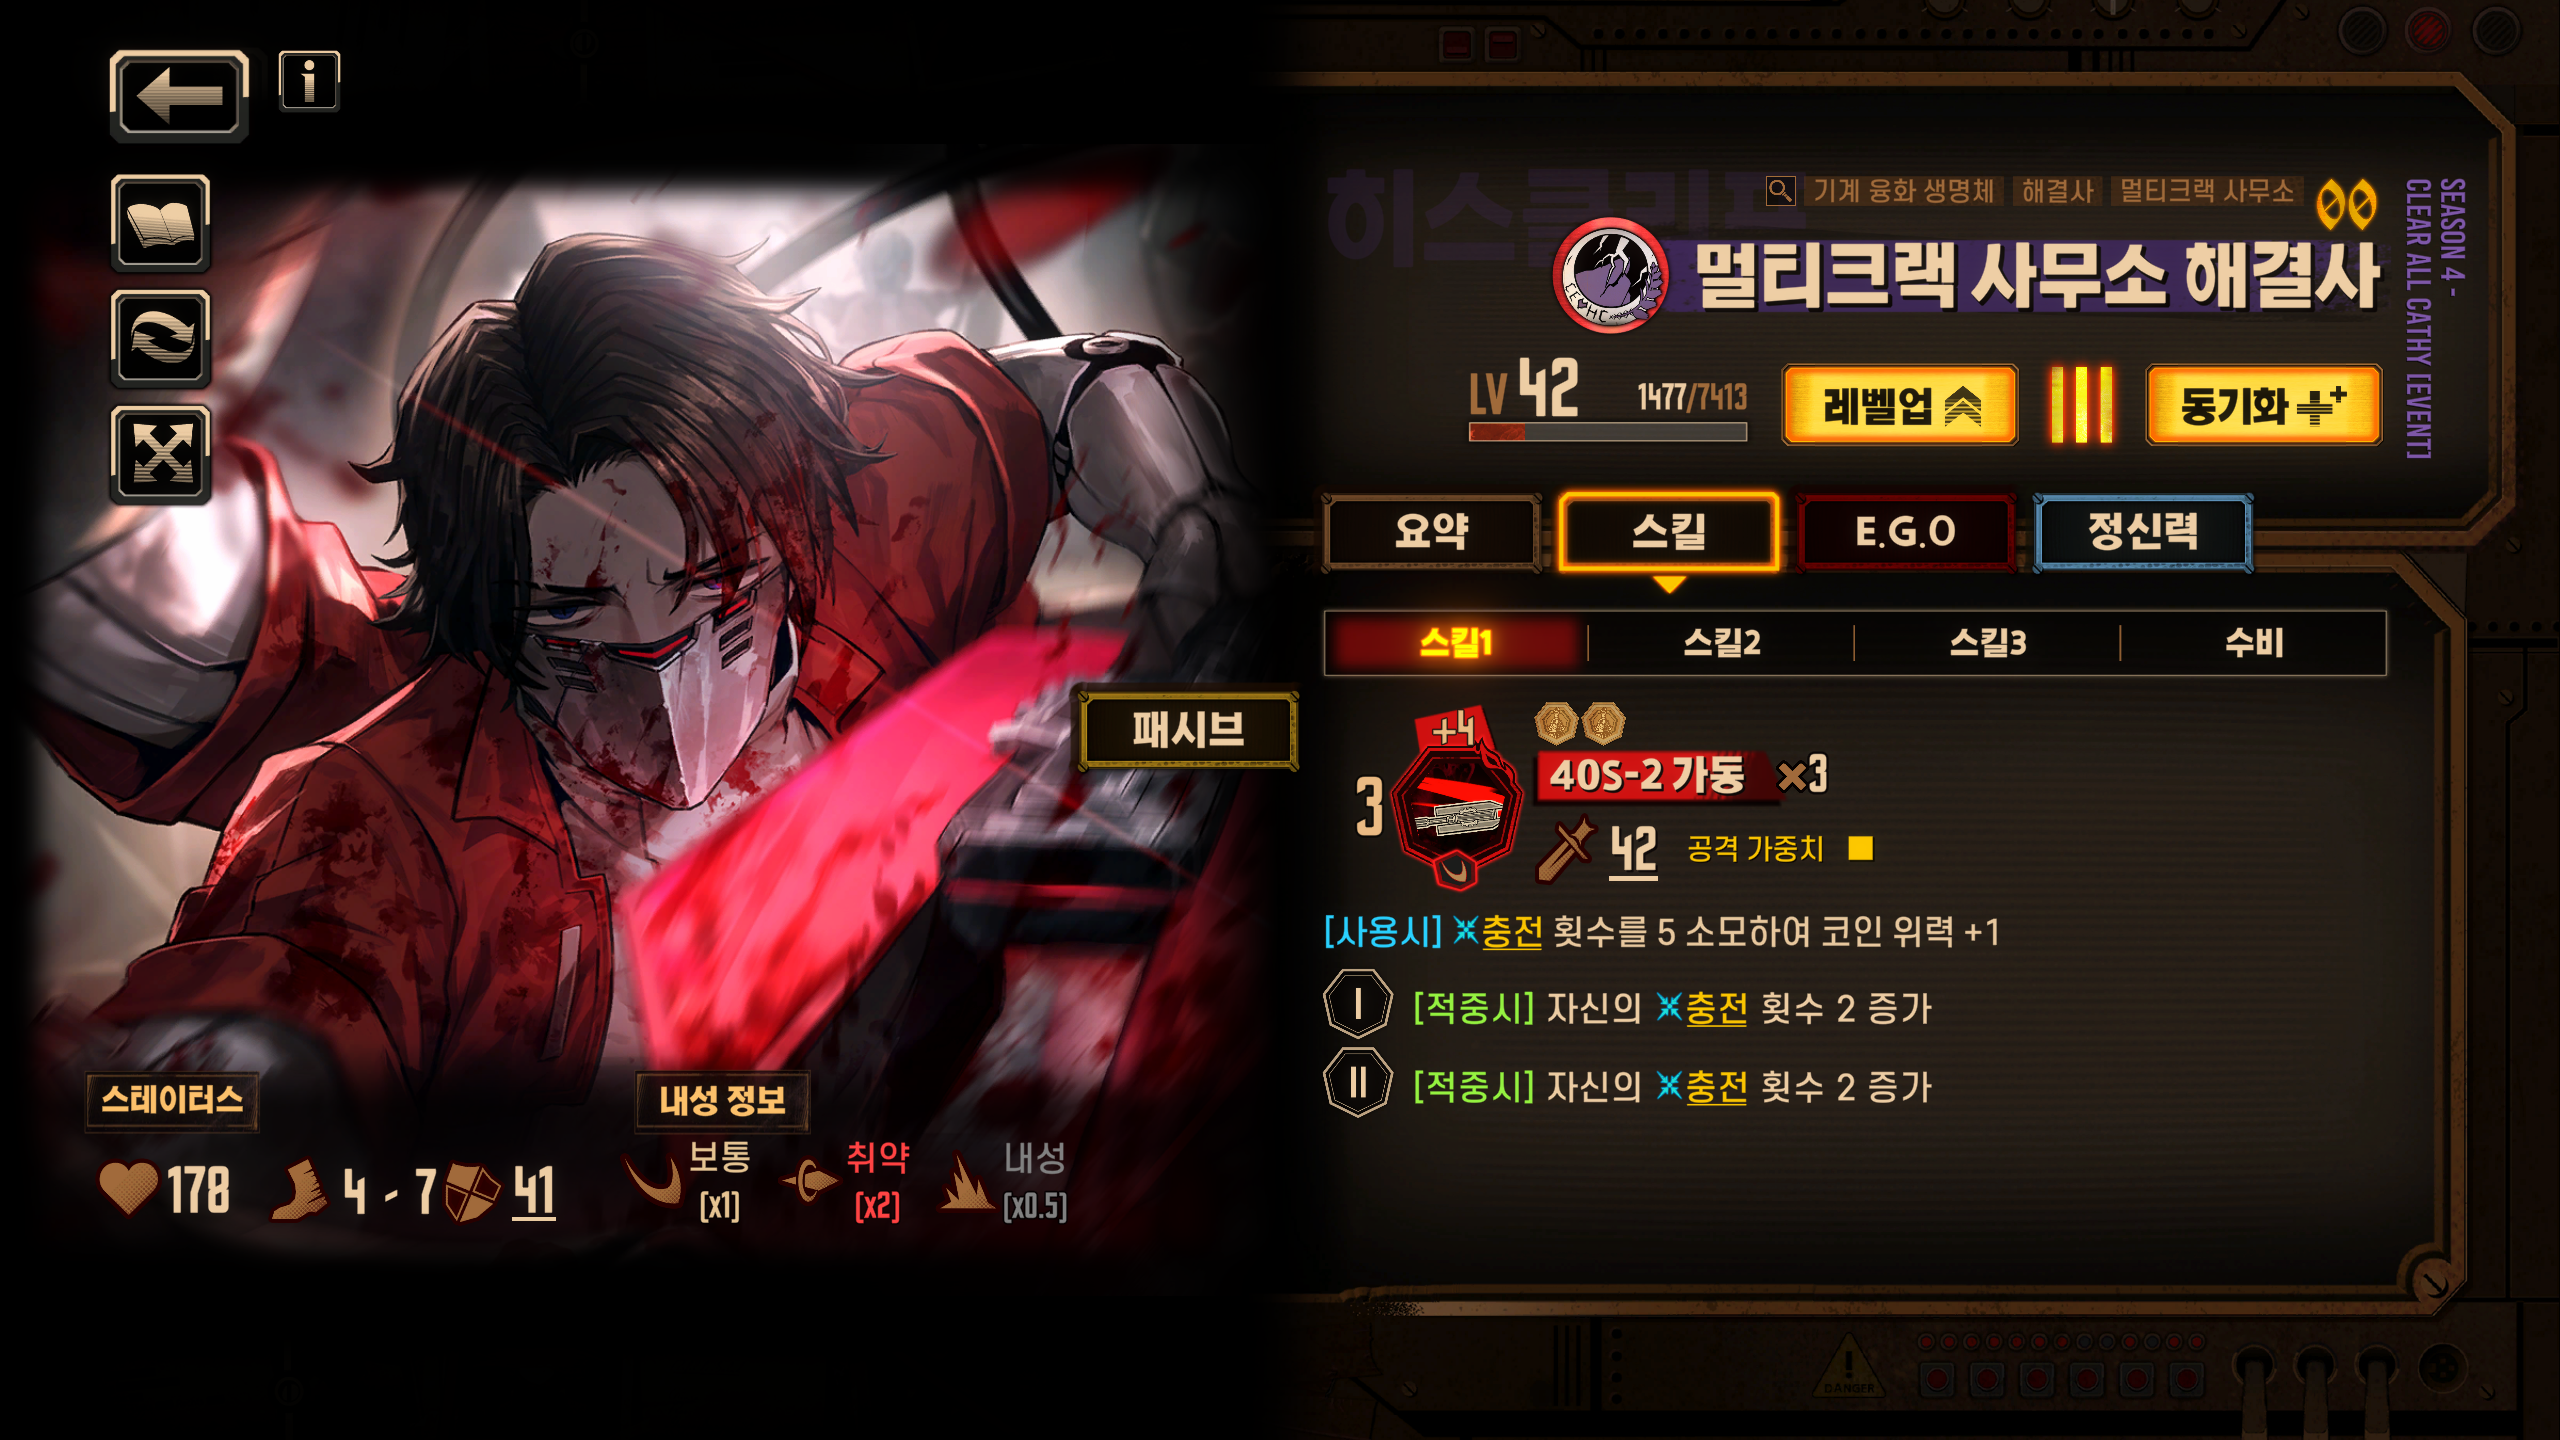 히스클리프
기계 융화 생명체 해결사 멀티크랙 사무소
멀티크랙 사무소 해결사
SEASON 4 -
CLEAR ALL CATHY [EVENT]
LV 42 1477/7413
레벨업
동기화
요약 스킬 E.G.O 정신력
스킬1 스킬2 스킬3 수비
패시브
+4
3
40S-2 가동 ×3
42 공격 가중치
[사용시] 충전 횟수를 5 소모하여 코인 위력 +1
I [적중시] 자신의 충전 횟수 2 증가
II [적중시] 자신의 충전 횟수 2 증가
스테이터스
178 4 - 7 41
내성 정보
보통 취약 내성
[x1] [x2] [x0.5]
DANGER